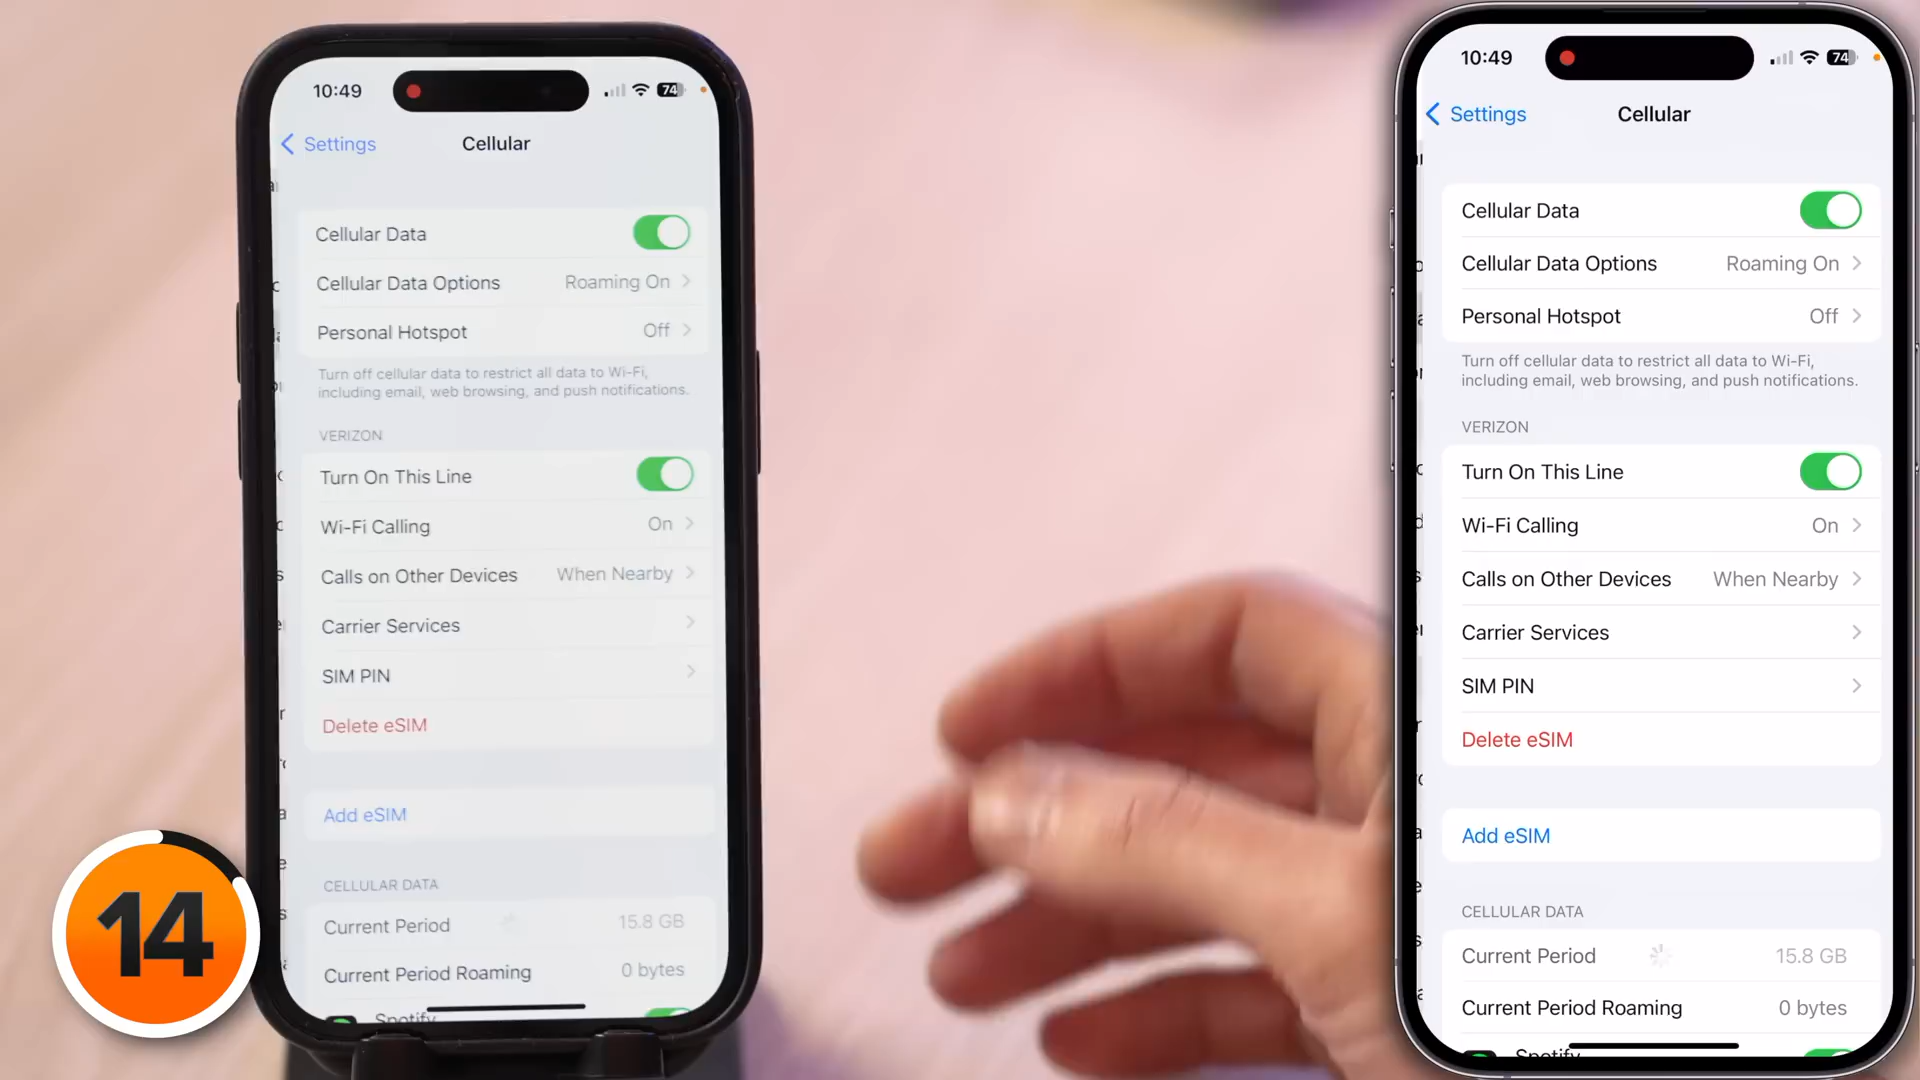 10:49
74
Settings
Cellular
Cellular Data
Cellular Data Options Roaming On
Personal Hotspot Off
Turn off cellular data to restrict all data to Wi-Fi,
including email, web browsing, and push notifications.
VERIZON
Turn On This Line
Wi-Fi Calling On
Calls on Other Devices When Nearby
Carrier Services
SIM PIN
Delete eSIM
Add eSIM
CELLULAR DATA
Current Period 15.8 GB
Current Period Roaming 0 bytes
Spotify
14
10:49
74
Settings
Cellular
Cellular Data
Cellular Data Options Roaming On
Personal Hotspot Off
Turn off cellular data to restrict all data to Wi-Fi,
including email, web browsing, and push notifications.
VERIZON
Turn On This Line
Wi-Fi Calling On
Calls on Other Devices When Nearby
Carrier Services
SIM PIN
Delete eSIM
Add eSIM
CELLULAR DATA
Current Period 15.8 GB
Current Period Roaming 0 bytes
Spotify